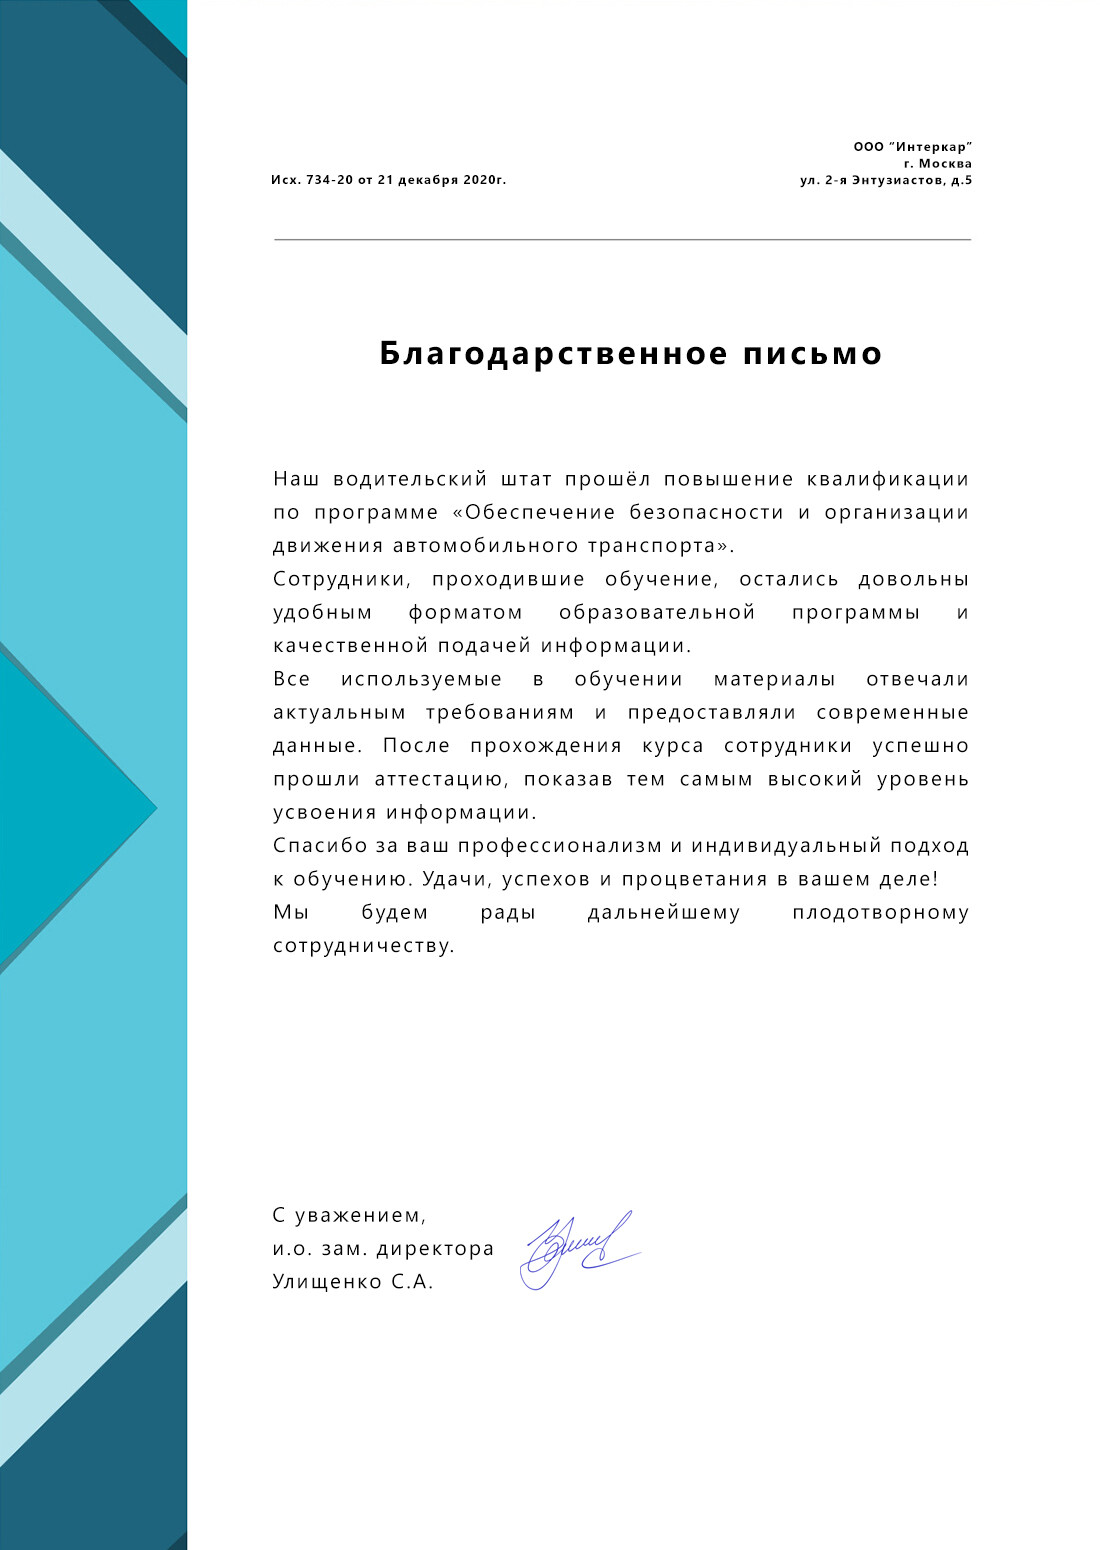 ООО "Интеркар"
г. Москва
Исх. 734-20 от 21 декабря 2020г.
ул. 2-я Энтузиастов, д.5
Благодарственное письмо
Наш водительский штат прошёл повышение квалификации
по программе «Обеспечение безопасности и организации
движения автомобильного транспорта».
Сотрудники, проходившие обучение, остались довольны
удобным форматом образовательной программы и
качественной подачей информации.
Все используемые в обучении материалы отвечали
актуальным требованиям и предоставляли современные
данные. После прохождения курса сотрудники успешно
прошли аттестацию, показав тем самым высокий уровень
усвоения информации.
Спасибо за ваш профессионализм и индивидуальный подход
к обучению. Удачи, успехов и процветания в вашем деле!
Мы будем рады дальнейшему плодотворному
сотрудничеству.
С уважением,
и.о. зам. директора
Улищенко С.А.